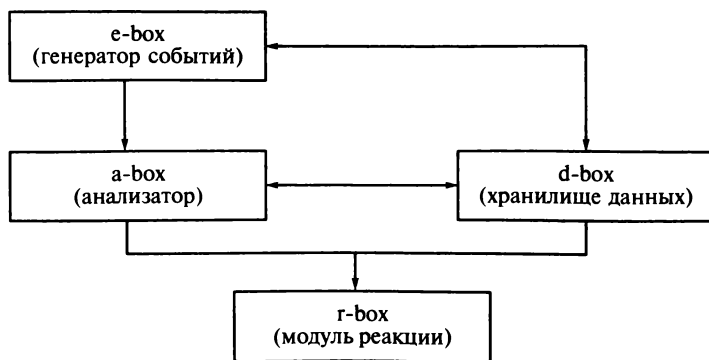 e-box
(генератор событий)
a-box
(анализатор)
d-box
(хранилище данных)
r-box
(модуль реакции)